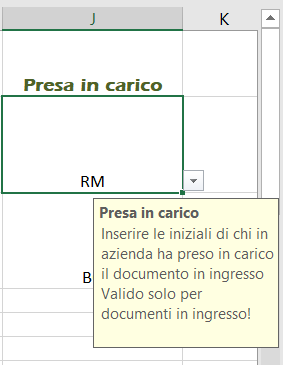 J K
Presa in carico
RM
Presa in carico
Inserire le iniziali di chi in
azienda ha preso in carico
il documento in ingresso
Valido solo per
documenti in ingresso!
B